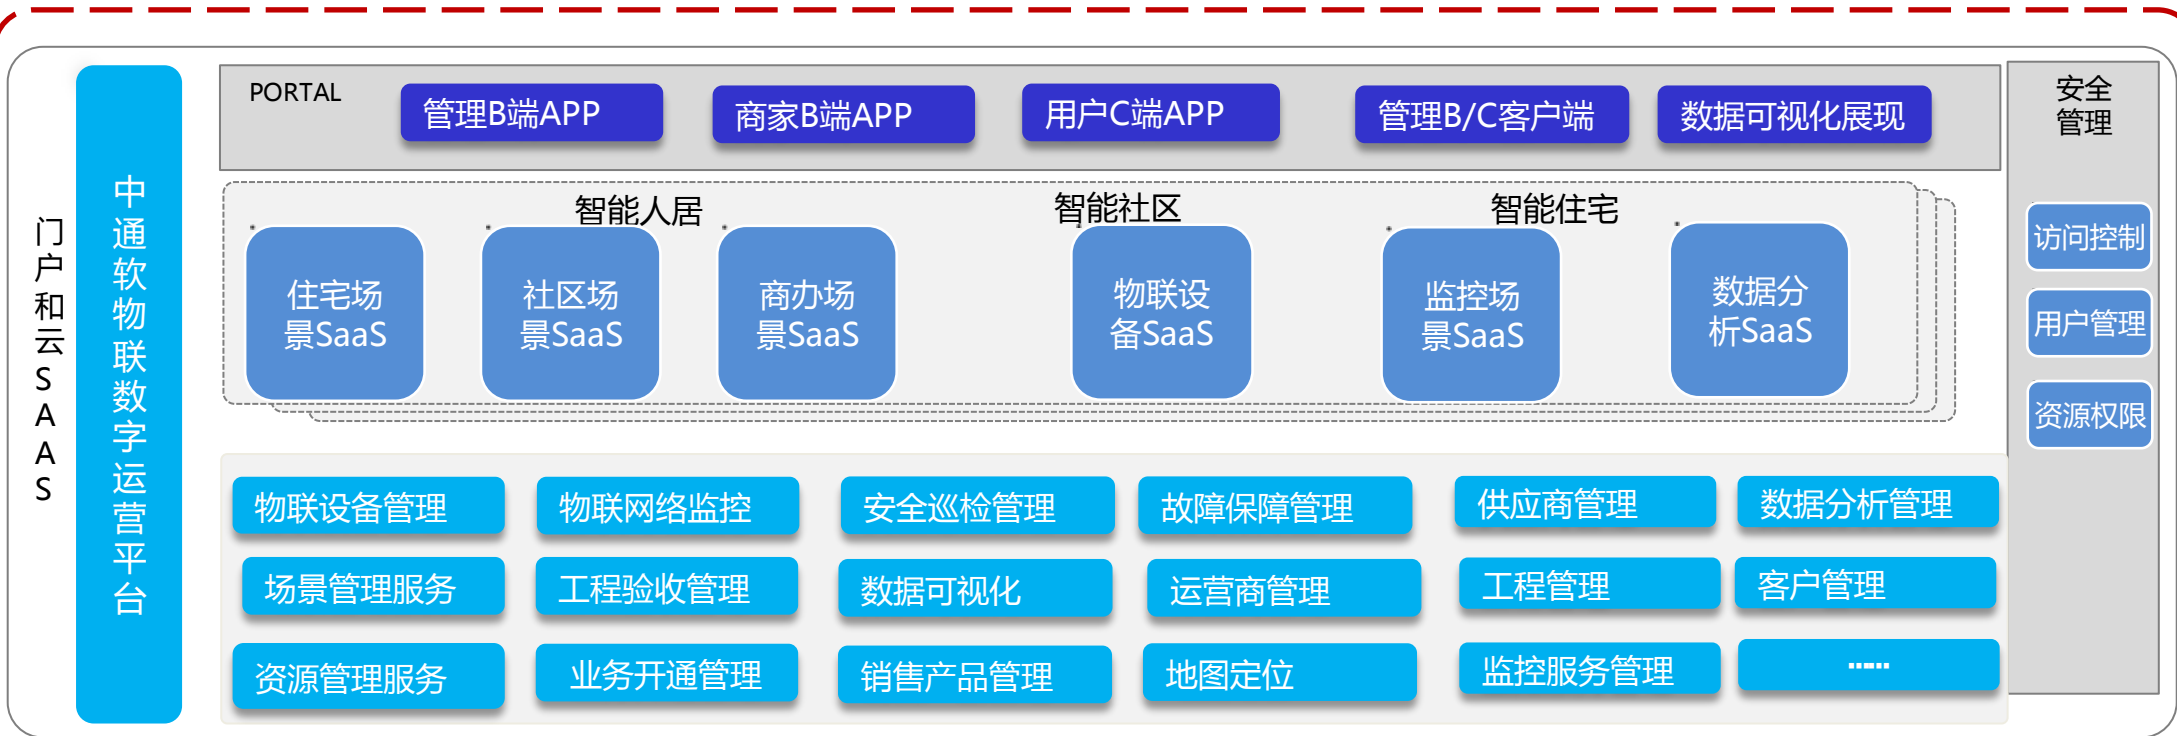 门户和云SAAS
中通软物联数字运营平台
PORTAL
管理B端APP
商家B端APP
用户C端APP
管理B/C客户端
数据可视化展现
智能人居
智能社区
智能住宅
住宅场
景SaaS
社区场
景SaaS
商办场
景SaaS
物联设
备SaaS
监控场
景SaaS
数据分
析SaaS
物联设备管理
物联网络监控
安全巡检管理
故障保障管理
供应商管理
数据分析管理
场景管理服务
工程验收管理
数据可视化
运营商管理
工程管理
客户管理
资源管理服务
业务开通管理
销售产品管理
地图定位
监控服务管理
......
安全
管理
访问控制
用户管理
资源权限